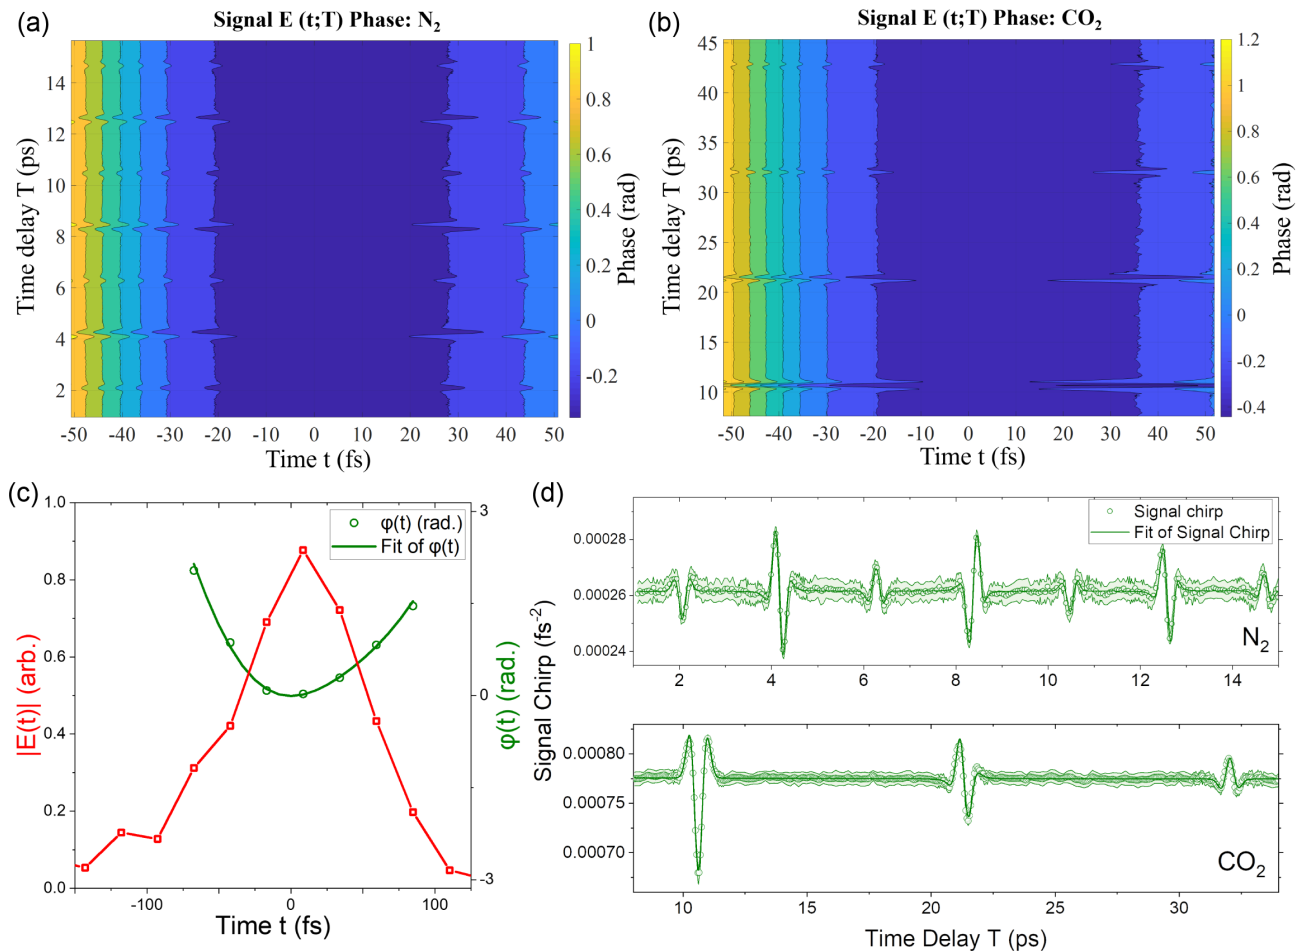 (a)
Signal E (t;T) Phase: N₂
14
12
10
8
6
4
2
Time delay T (ps)
-50 -40 -30 -20 -10 0 10 20 30 40 50
Time t (fs)
1
0.8
0.6
0.4
0.2
0
-0.2
Phase (rad)
(b)
Signal E (t;T) Phase: CO₂
45
40
35
30
25
20
15
10
Time delay T (ps)
-50 -40 -30 -20 -10 0 10 20 30 40 50
Time t (fs)
1.2
1
0.8
0.6
0.4
0.2
0
-0.2
-0.4
Phase (rad)
(c)
1.0
0.8
0.6
0.4
0.2
0.0
|E(t)| (arb.)
φ(t) (rad.)
Fit of φ(t)
3
0
-3
φ(t) (rad.)
-100 -50 0 50 100
Time t (fs)
(d)
Signal Chirp (fs⁻²)
0.00028
0.00026
0.00024
Signal chirp
Fit of Signal Chirp
N₂
2 4 6 8 10 12 14
0.00080
0.00075
0.00070
CO₂
10 15 20 25 30
Time Delay T (ps)